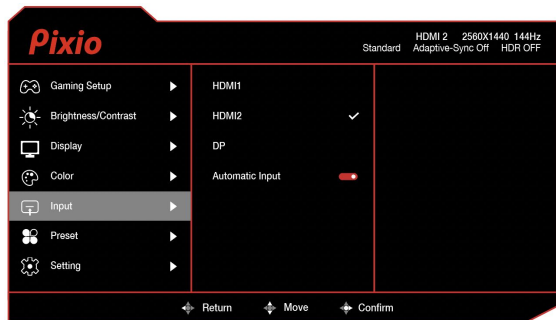 Pixio
HDMI 2 2560X1440 144Hz
Standard Adaptive-Sync Off HDR OFF
Gaming Setup
Brightness/Contrast
Display
Color
Input
Preset
Setting
HDMI1
HDMI2
DP
Automatic Input
Return Move Confirm